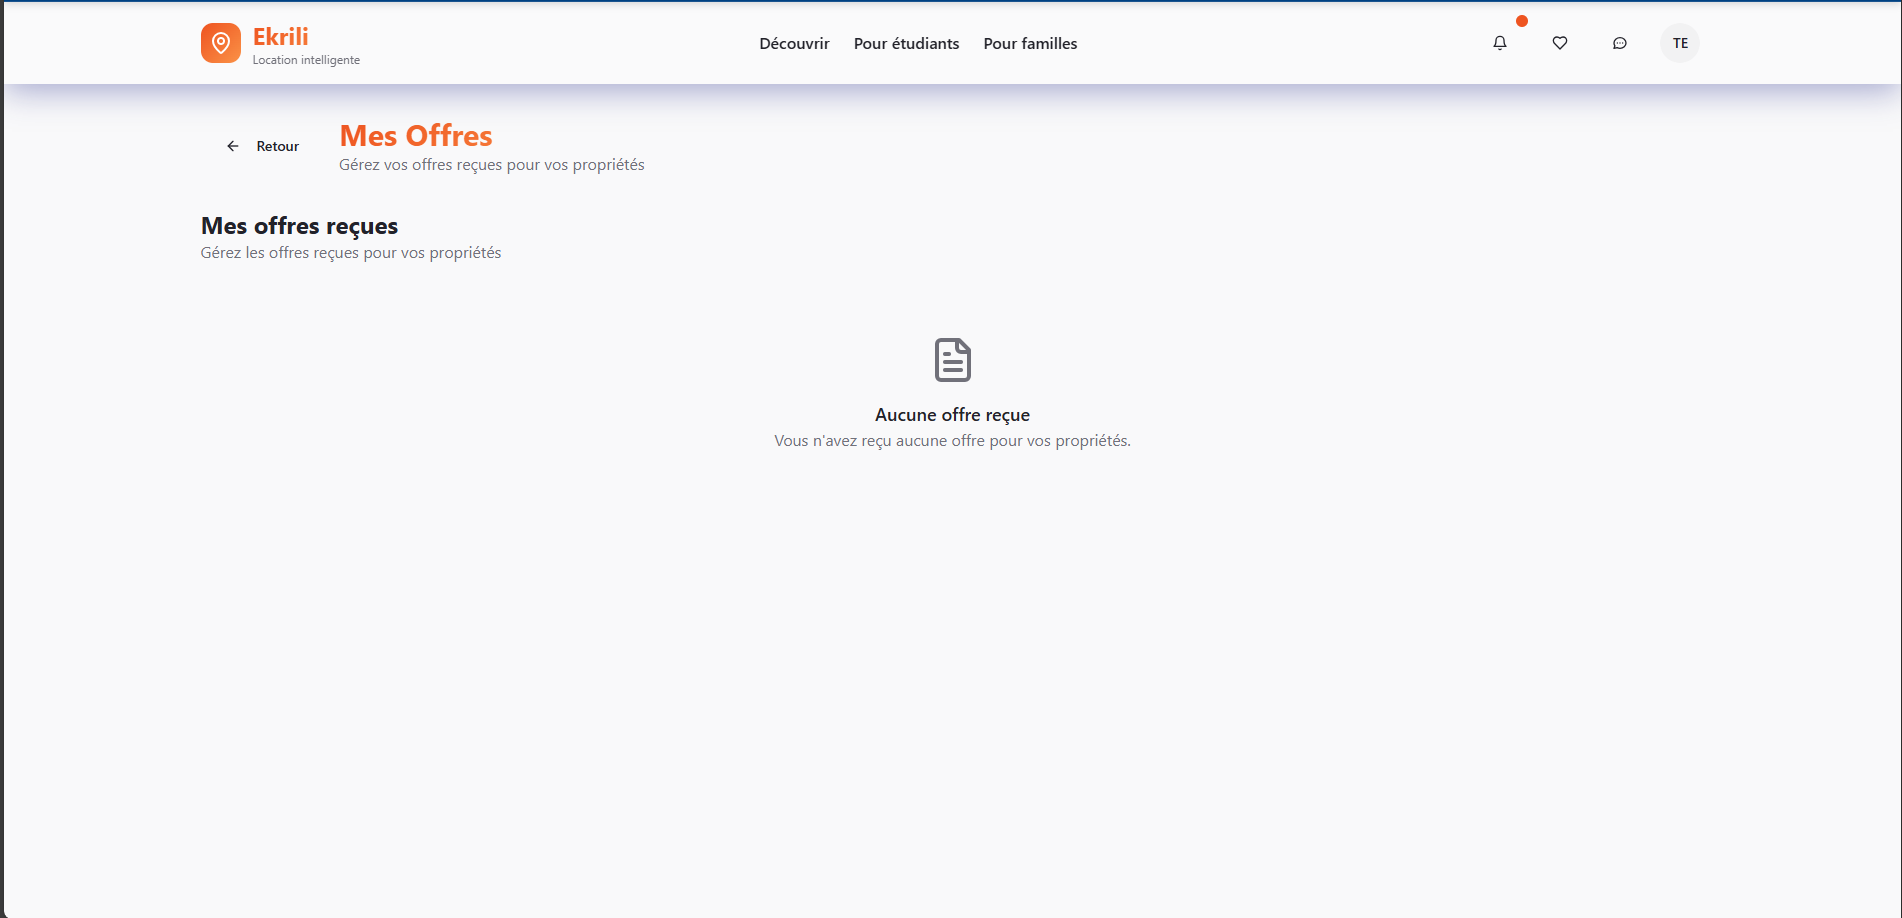 Ekrili
Location intelligente
Découvrir
Pour étudiants
Pour familles
TE
Retour
Mes Offres
Gérez vos offres reçues pour vos propriétés
Mes offres reçues
Gérez les offres reçues pour vos propriétés
Aucune offre reçue
Vous n'avez reçu aucune offre pour vos propriétés.